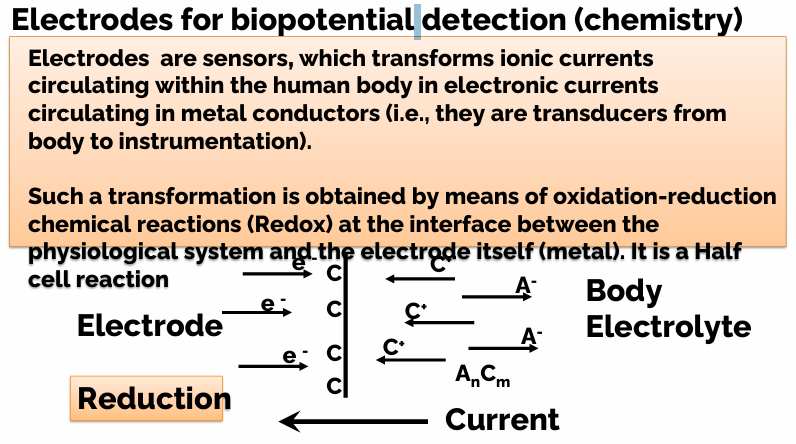 Electrodes for biopotential detection (chemistry)
Electrodes  are sensors, which transforms ionic currents
circulating within the human body in electronic currents
circulating in metal conductors (i.e., they are transducers from
body to instrumentation).
Such a transformation is obtained by means of oxidation-reduction
chemical reactions (Redox) at the interface between the
physiological system and the electrode itself (metal). It is a Half
cell reaction
e⁻ C C⁺
A⁻ Body
e⁻ C C⁺
Electrode A⁻ Electrolyte
e⁻ C C⁺
AₙCₘ
C
Reduction
Current